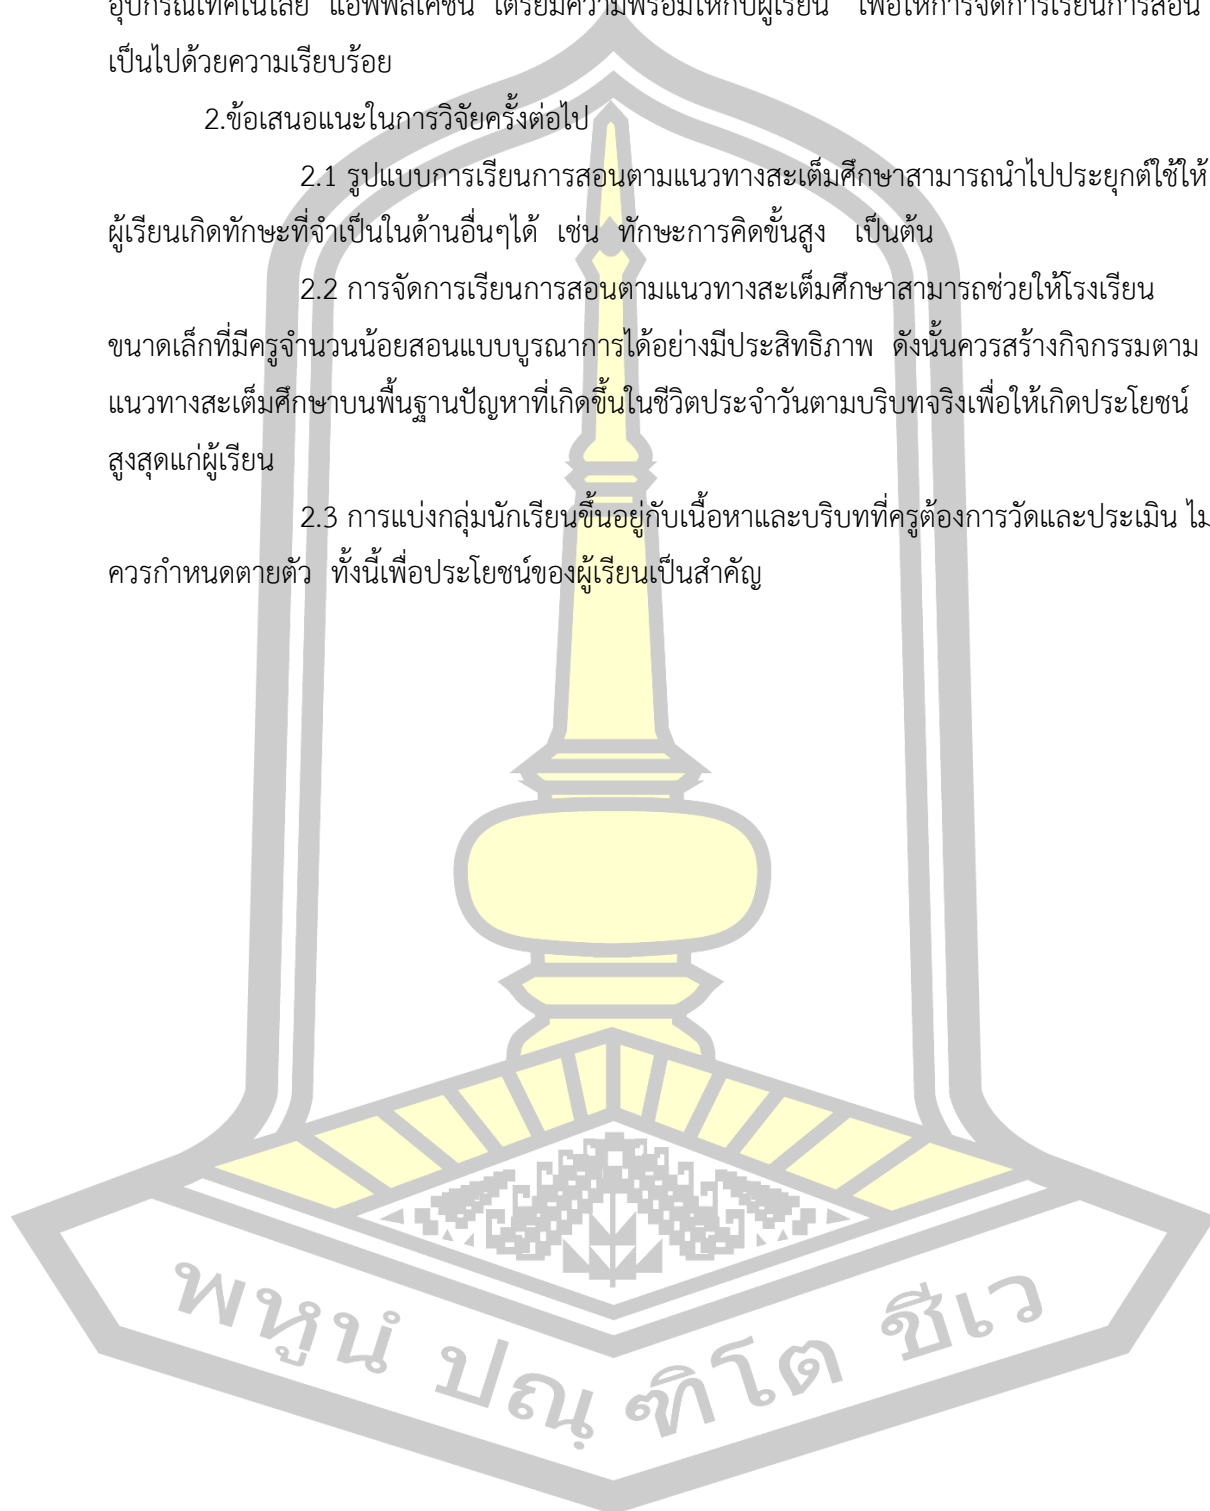 อุปกรณ์เทคโนโลยี แอพพลิเคชั่น เตรียมความพร้อมให้กับผู้เรียน เพื่อให้การจัดการเรียนการสอน
เป็นไปด้วยความเรียบร้อย
2.ข้อเสนอแนะในการวิจัยครั้งต่อไป
2.1 รูปแบบการเรียนการสอนตามแนวทางสะเต็มศึกษาสามารถนำไปประยุกต์ใช้ให้
ผู้เรียนเกิดทักษะที่จำเป็นในด้านอื่นๆได้ เช่น ทักษะการคิดขั้นสูง เป็นต้น
2.2 การจัดการเรียนการสอนตามแนวทางสะเต็มศึกษาสามารถช่วยให้โรงเรียน
ขนาดเล็กที่มีครูจำนวนน้อยสอนแบบบูรณาการได้อย่างมีประสิทธิภาพ ดังนั้นควรสร้างกิจกรรมตาม
แนวทางสะเต็มศึกษาบนพื้นฐานปัญหาที่เกิดขึ้นในชีวิตประจำวันตามบริบทจริงเพื่อให้เกิดประโยชน์
สูงสุดแก่ผู้เรียน
2.3 การแบ่งกลุ่มนักเรียนขึ้นอยู่กับเนื้อหาและบริบทที่ครูต้องการวัดและประเมิน ไม
ควรกำหนดตายตัว ทั้งนี้เพื่อประโยชน์ของผู้เรียนเป็นสำคัญ
พหูนํ ปณฺ ฑิโต ชีเว